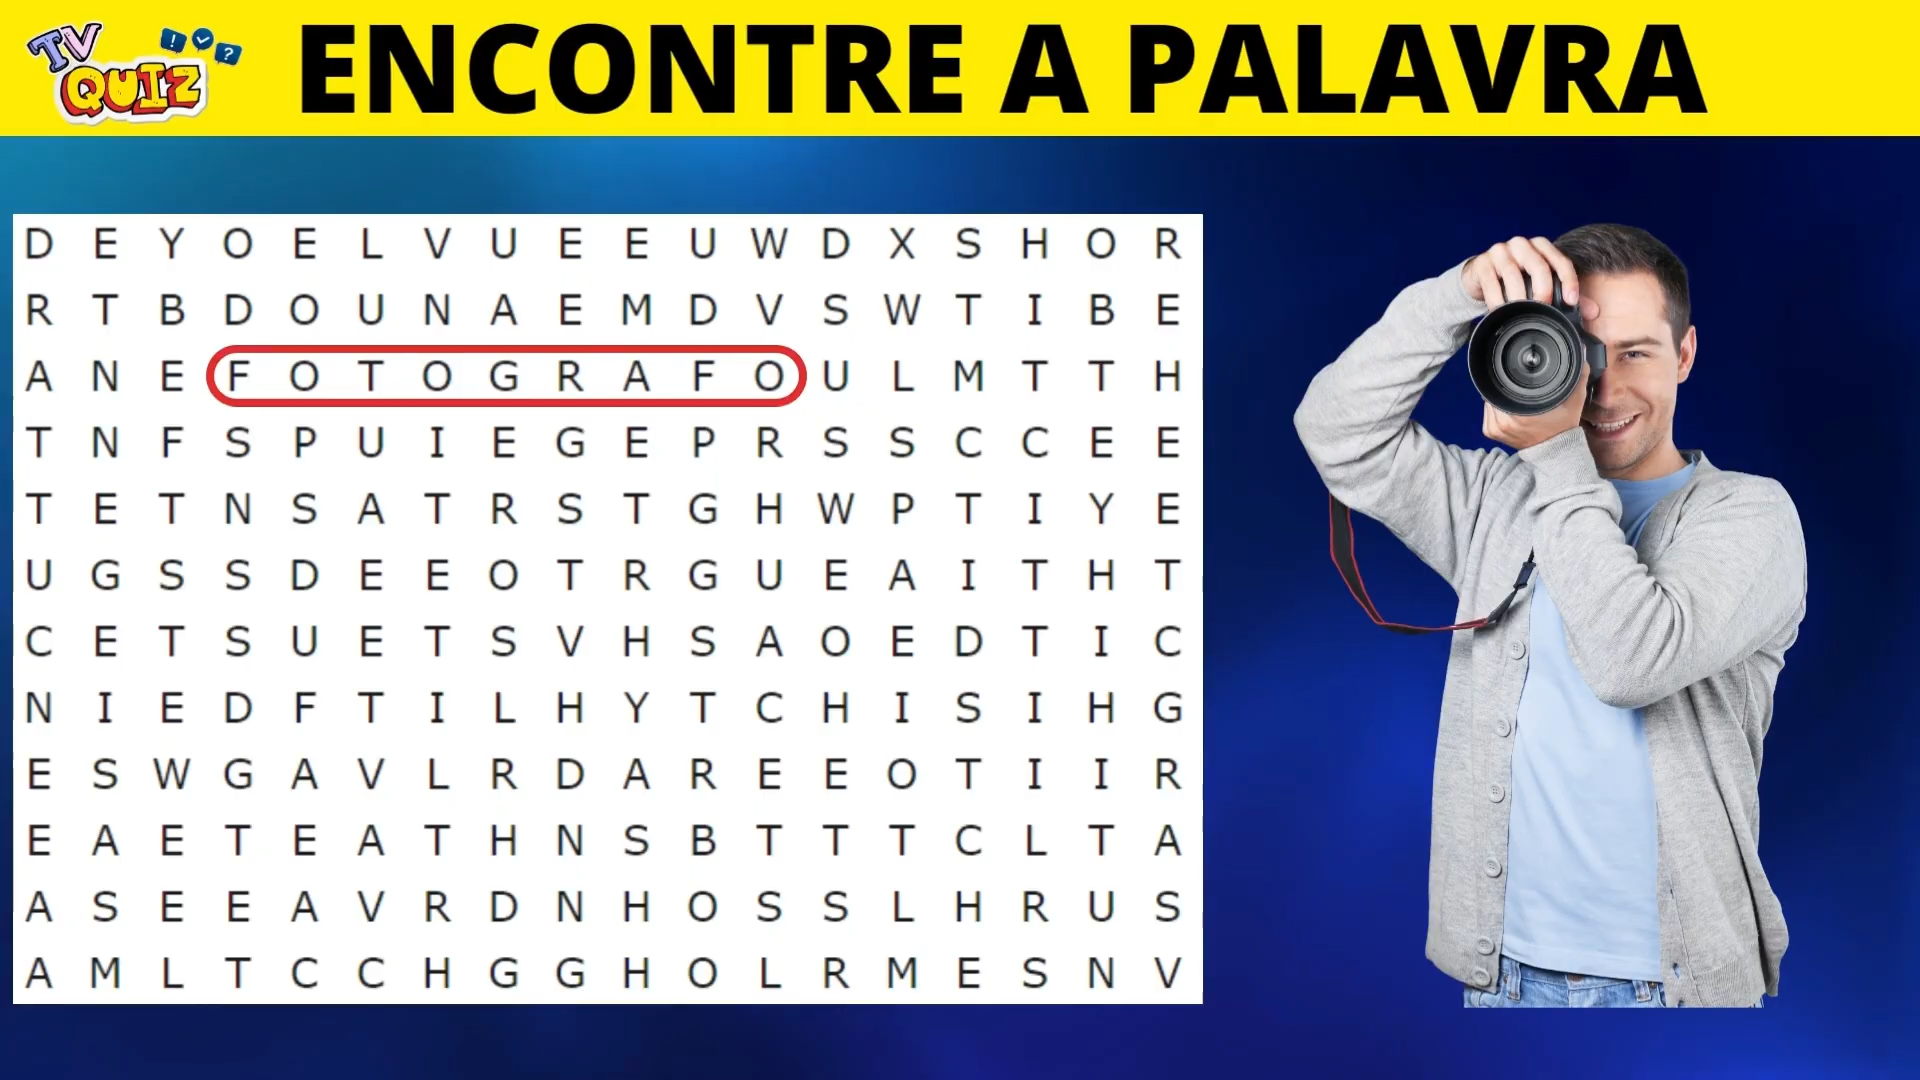 TV
QUIZ
! ?
ENCONTRE A PALAVRA
D E Y O E L V U E E U W D X S H O R
R T B D O U N A E M D V S W T I B E
A N E F O T O G R A F O U L M T T H
T N F S P U I E G E P R S S C C E E
T E T N S A T R S T G H W P T I Y E
U G S S D E E O T R G U E A I T H T
C E T S U E T S V H S A O E D T I C
N I E D F T I L H Y T C H I S I H G
E S W G A V L R D A R E E O T I I R
E A E T E A T H N S B T T T C L T A
A S E E A V R D N H O S S L H R U S
A M L T C C H G G H O L R M E S N V